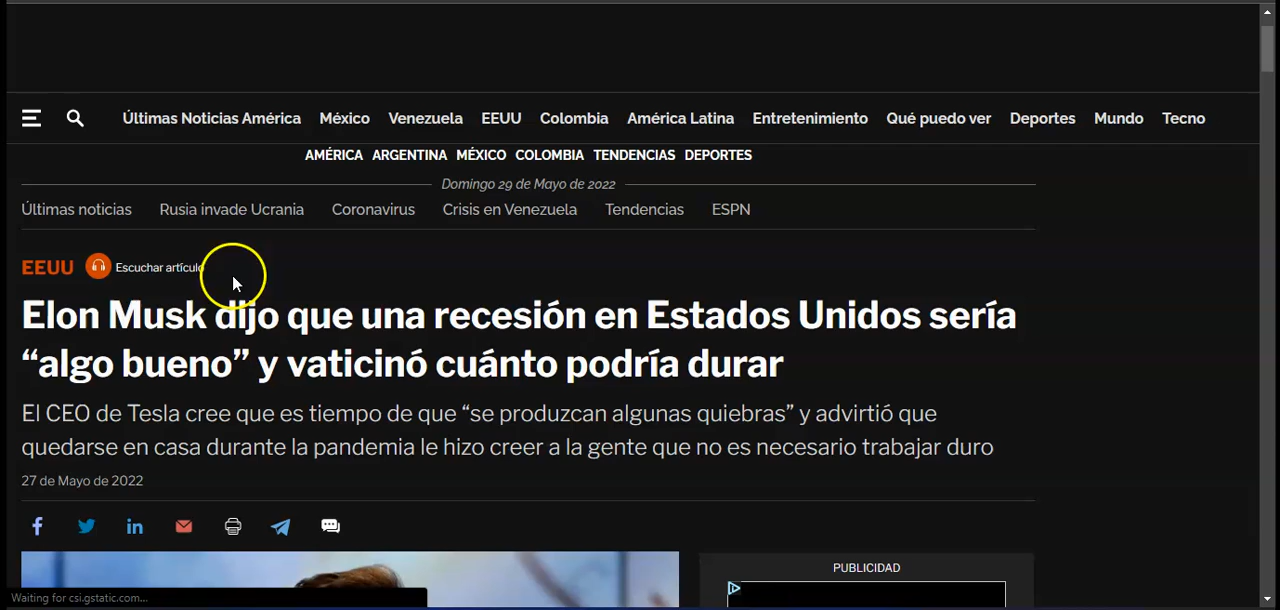 Últimas Noticias América México Venezuela EEUU Colombia América Latina Entretenimiento Qué puedo ver Deportes Mundo Tecno
AMÉRICA ARGENTINA MÉXICO COLOMBIA TENDENCIAS DEPORTES
Domingo 29 de Mayo de 2022
Últimas noticias Rusia invade Ucrania Coronavirus Crisis en Venezuela Tendencias ESPN
EEUU Escuchar artículo
Elon Musk dijo que una recesión en Estados Unidos sería
“algo bueno” y vaticinó cuánto podría durar
El CEO de Tesla cree que es tiempo de que “se produzcan algunas quiebras” y advirtió que
quedarse en casa durante la pandemia le hizo creer a la gente que no es necesario trabajar duro
27 de Mayo de 2022
PUBLICIDAD
Waiting for csi.gstatic.com...